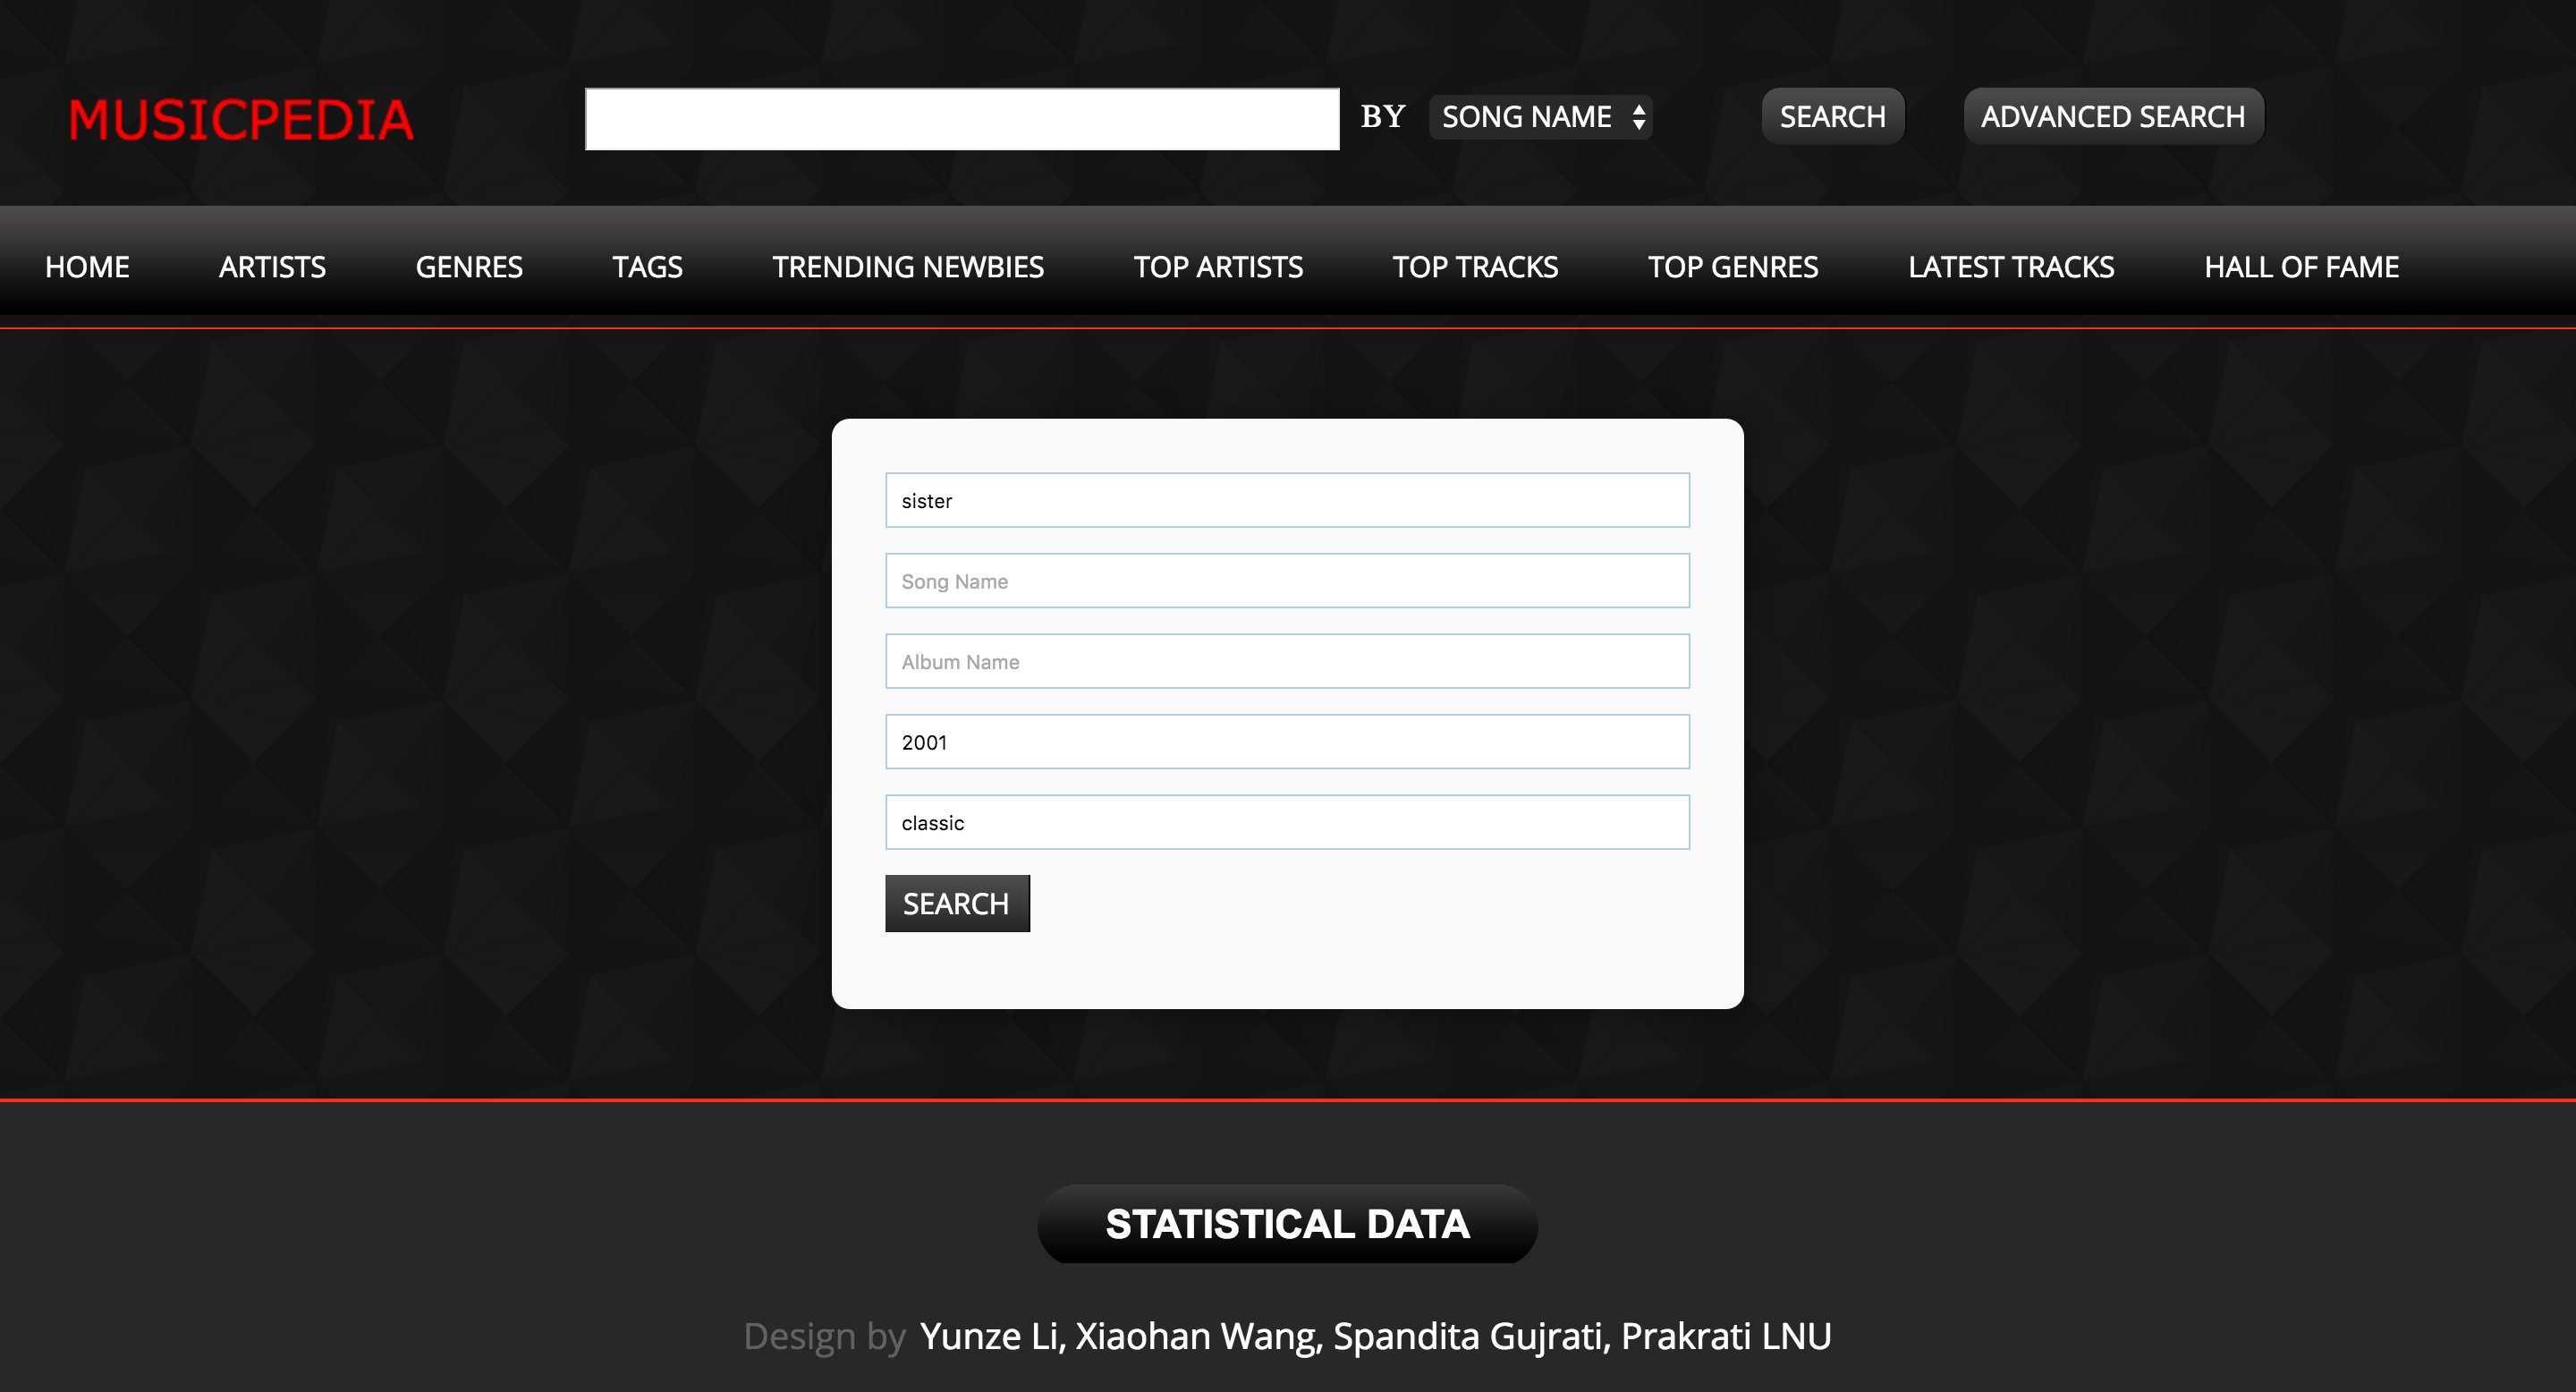 MUSICPEDIA
BY SONG NAME SEARCH ADVANCED SEARCH
HOME ARTISTS GENRES TAGS TRENDING NEWBIES TOP ARTISTS TOP TRACKS TOP GENRES LATEST TRACKS HALL OF FAME
sister
Song Name
Album Name
2001
classic
SEARCH
STATISTICAL DATA
Design by Yunze Li, Xiaohan Wang, Spandita Gujrati, Prakrati LNU